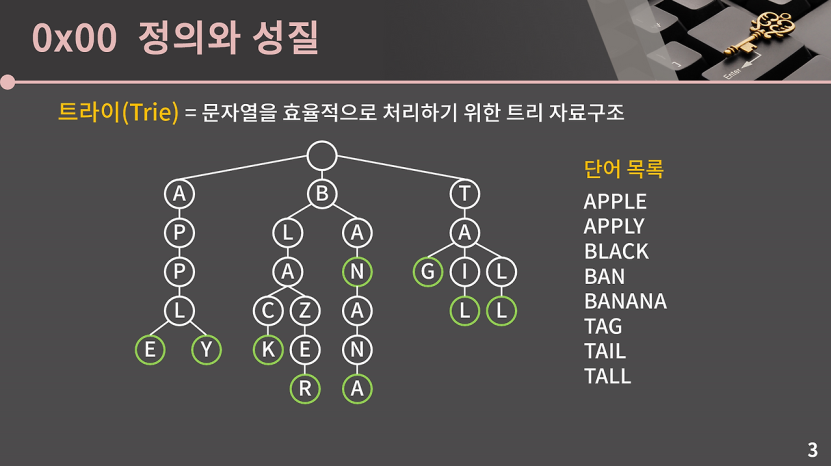 0x00 정의와 성질
Enter
트라이(Trie) = 문자열을 효율적으로 처리하기 위한 트리 자료구조
A B T
P L A A
P A N G I L
L C Z A L L
E Y K E N
R A
단어 목록
APPLE
APPLY
BLACK
BAN
BANANA
TAG
TAIL
TALL
3